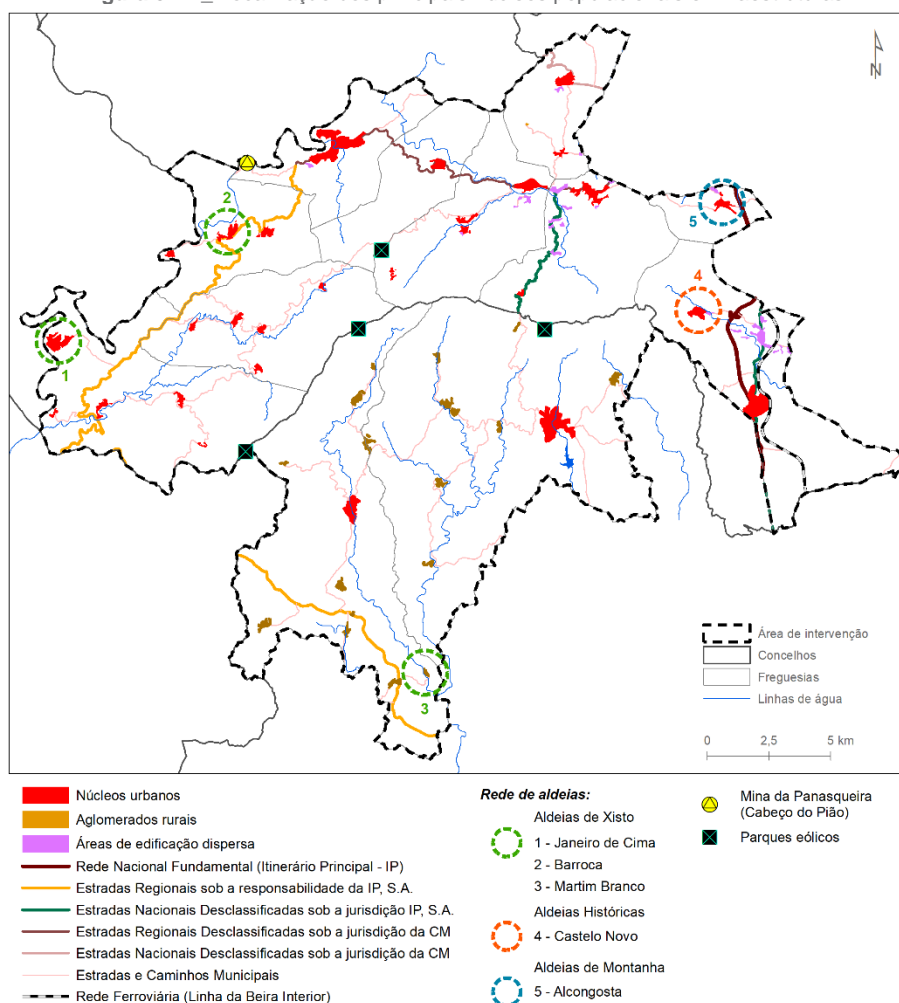 N
2
5
4
1
3
Área de intervenção
Concelhos
Freguesias
Linhas de água
0 2,5 5 km
Núcleos urbanos
Aglomerados rurais
Áreas de edificação dispersa
Rede Nacional Fundamental (Itinerário Principal - IP)
Estradas Regionais sob a responsabilidade da IP, S.A.
Estradas Nacionais Desclassificadas sob a jurisdição IP, S.A.
Estradas Regionais Desclassificadas sob a jurisdição da CM
Estradas Nacionais Desclassificadas sob a jurisdição da CM
Estradas e Caminhos Municipais
Rede Ferroviária (Linha da Beira Interior)
Rede de aldeias:
Aldeias de Xisto
1 - Janeiro de Cima
2 - Barroca
3 - Martim Branco
Aldeias Históricas
4 - Castelo Novo
Aldeias de Montanha
5 - Alcongosta
Mina da Panasqueira
(Cabeço do Pião)
Parques eólicos